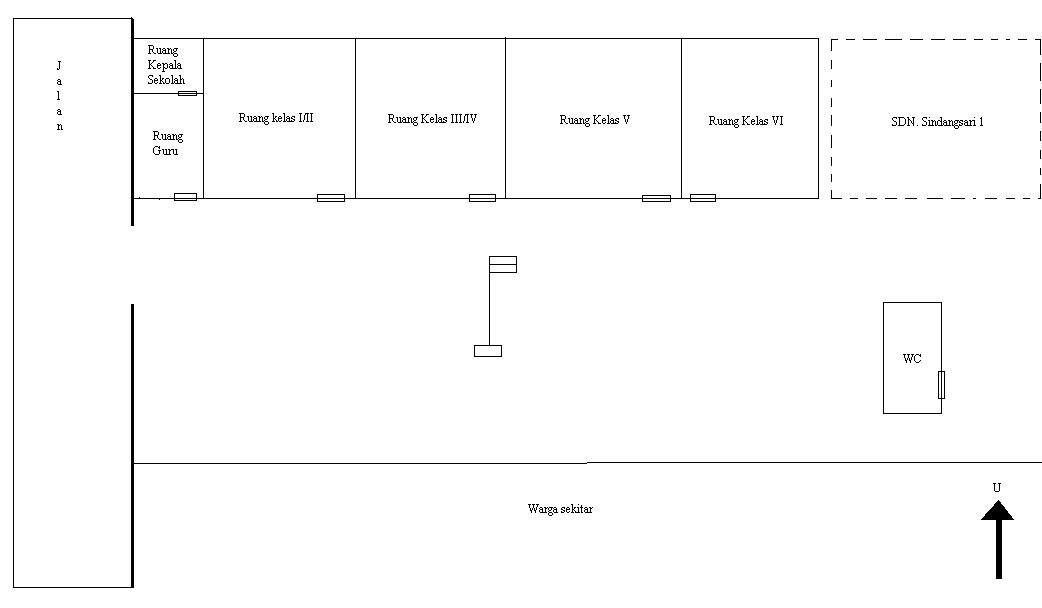 J
a
l
a
n
Ruang
Kepala
Sekolah
Ruang
Guru
Ruang kelas I/II
Ruang Kelas III/IV
Ruang Kelas V
Ruang Kelas VI
SDN. Sindangsari 1
WC
U
Warga sekitar